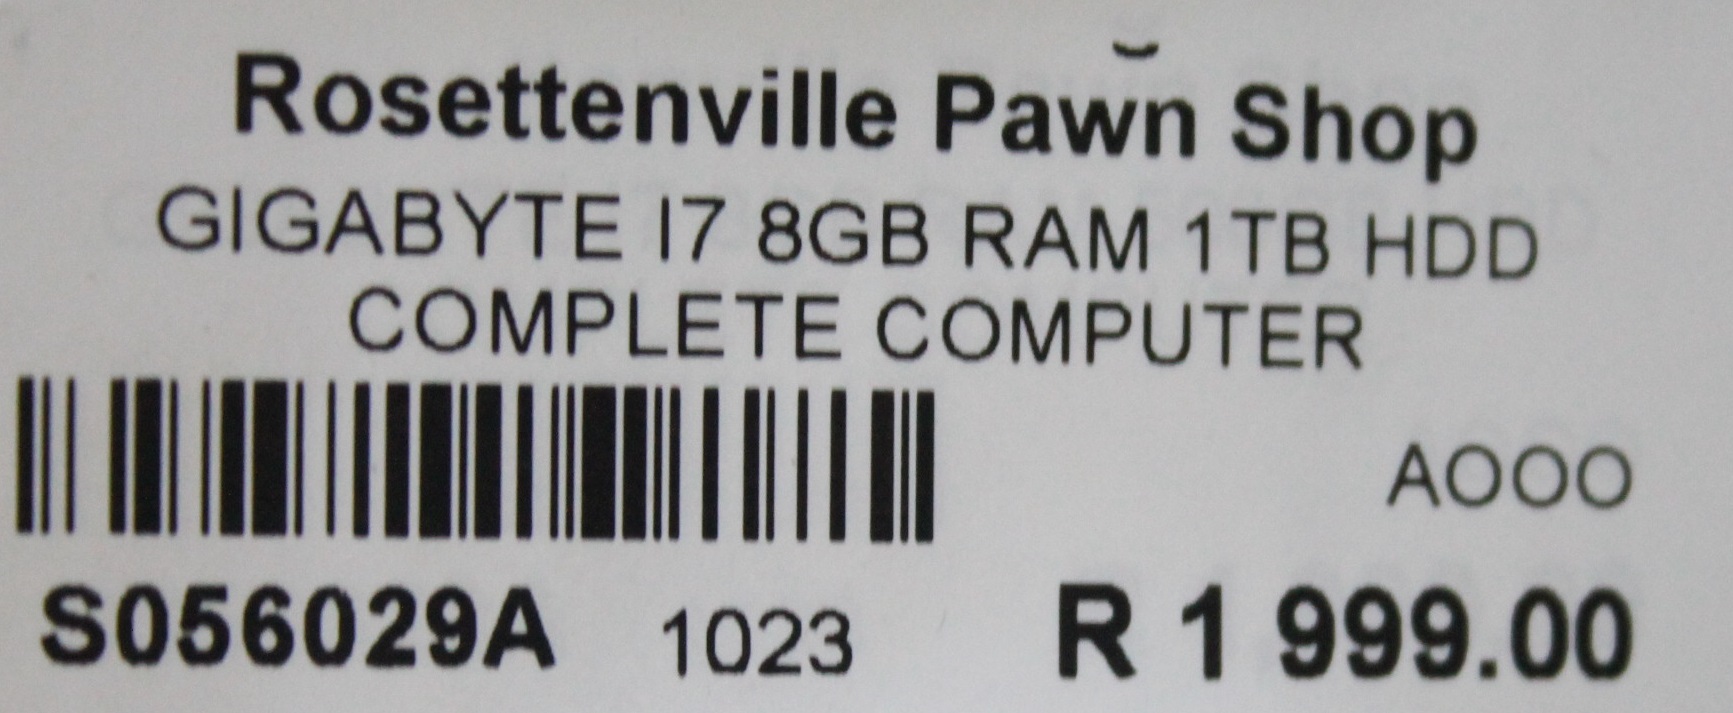 Rosettenville Pawn Shop
GIGABYTE I7 8GB RAM 1TB HDD
COMPLETE COMPUTER
AOOO
S056029A 1023 R 1 999.00